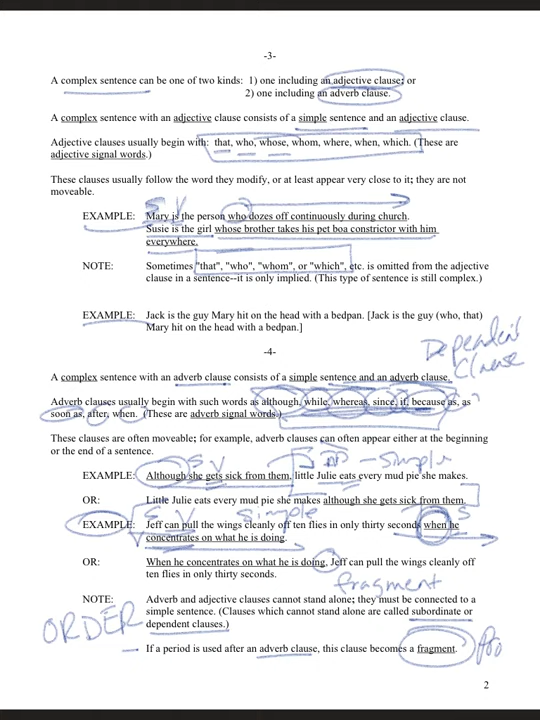 -3-
A complex sentence can be one of two kinds: 1) one including an adjective clause; or
2) one including an adverb clause.
A complex sentence with an adjective clause consists of a simple sentence and an adjective clause.
Adjective clauses usually begin with: that, who, whose, whom, where, when, which. (These are
adjective signal words.)
These clauses usually follow the word they modify, or at least appear very close to it; they are not
moveable.
S V
EXAMPLE: Mary is the person who dozes off continuously during church.
Susie is the girl whose brother takes his pet boa constrictor with him
everywhere.
NOTE: Sometimes "that", "who", "whom", or "which", etc. is omitted from the adjective
clause in a sentence--it is only implied. (This type of sentence is still complex.)
EXAMPLE: Jack is the guy Mary hit on the head with a bedpan. [Jack is the guy (who, that)
Mary hit on the head with a bedpan.]
Dependent
Clause
-4-
A complex sentence with an adverb clause consists of a simple sentence and an adverb clause.
Adverb clauses usually begin with such words as although, while, whereas, since, if, because as, as
soon as, after, when. (These are adverb signal words.)
These clauses are often moveable; for example, adverb clauses can often appear either at the beginning
or the end of a sentence.
S V
- Simple
EXAMPLE: Although she gets sick from them, little Julie eats every mud pie she makes.
OR: Little Julie eats every mud pie she makes although she gets sick from them.
S V Simple S
EXAMPLE: Jeff can pull the wings cleanly off ten flies in only thirty seconds when he
concentrates on what he is doing.
OR: When he concentrates on what he is doing, Jeff can pull the wings cleanly off
ten flies in only thirty seconds.
fragment
NOTE: Adverb and adjective clauses cannot stand alone; they must be connected to a
simple sentence. (Clauses which cannot stand alone are called subordinate or
dependent clauses.)
ORDER
If a period is used after an adverb clause, this clause becomes a fragment.
2